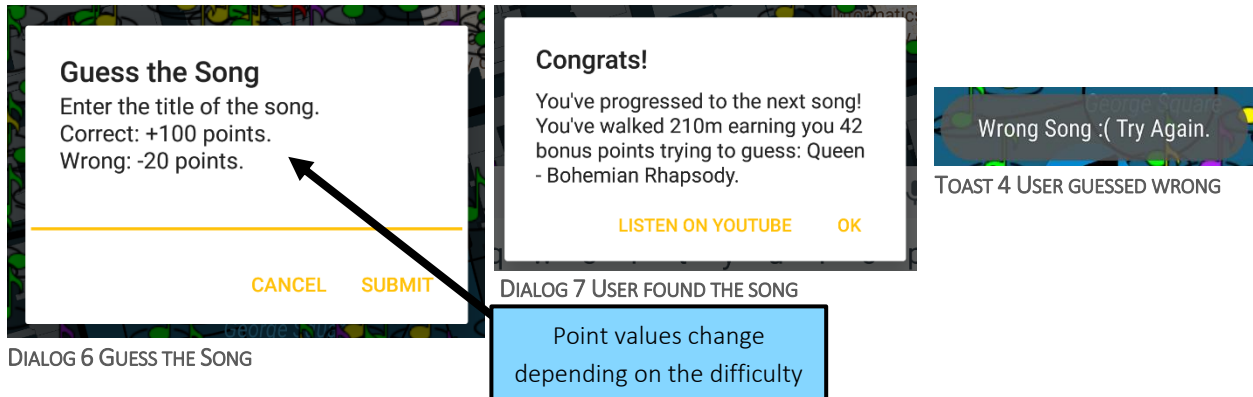 Guess the Song
Enter the title of the song.
Correct: +100 points.
Wrong: -20 points.
CANCEL SUBMIT
George Squ
DIALOG 6 GUESS THE SONG
Informatics
Congrats!
You've progressed to the next song!
You've walked 210m earning you 42
bonus points trying to guess: Queen
- Bohemian Rhapsody.
LISTEN ON YOUTUBE OK
DIALOG 7 USER FOUND THE SONG
Point values change
depending on the difficulty
George Square
Wrong Song :( Try Again.
TOAST 4 USER GUESSED WRONG